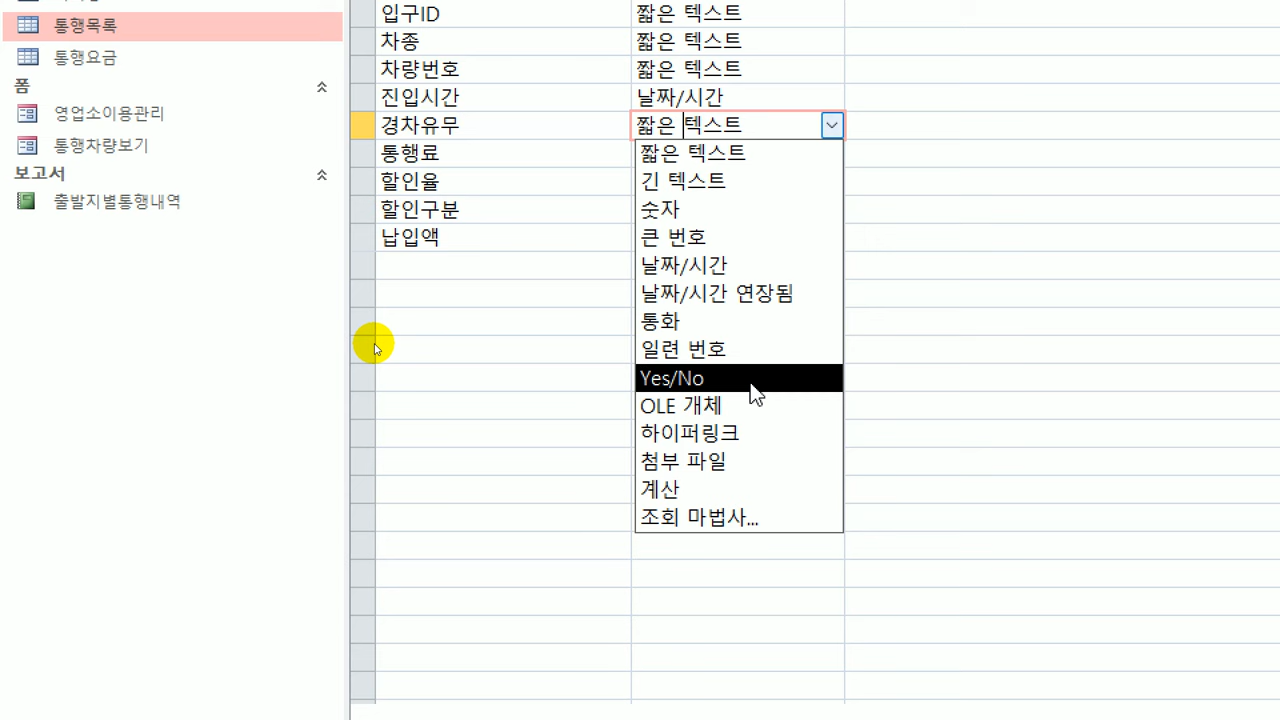 통행목록
통행요금
폼
영업소이용관리
통행차량보기
보고서
출발지별통행내역
입구ID 짧은 텍스트
차종 짧은 텍스트
차량번호 짧은 텍스트
진입시간 날짜/시간
경차유무 짧은 텍스트
통행료
할인율
할인구분
납입액
짧은 텍스트
긴 텍스트
숫자
큰 번호
날짜/시간
날짜/시간 연장됨
통화
일련 번호
Yes/No
OLE 개체
하이퍼링크
첨부 파일
계산
조회 마법사...